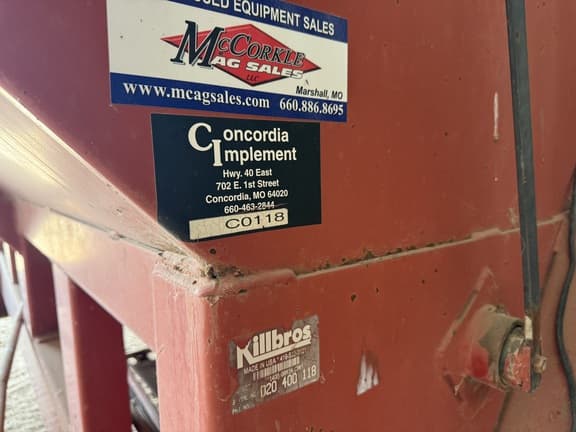 USED EQUIPMENT SALES
McCORKLE
AG SALES
LLC
Marshall, MO
www.mcagsales.com 660.886.8695
Concordia
Implement
Hwy. 40 East
702 E. 1st Street
Concordia, MO 64020
660-463-2844
C0118
Killbros
MADE IN USA
D20 400 118